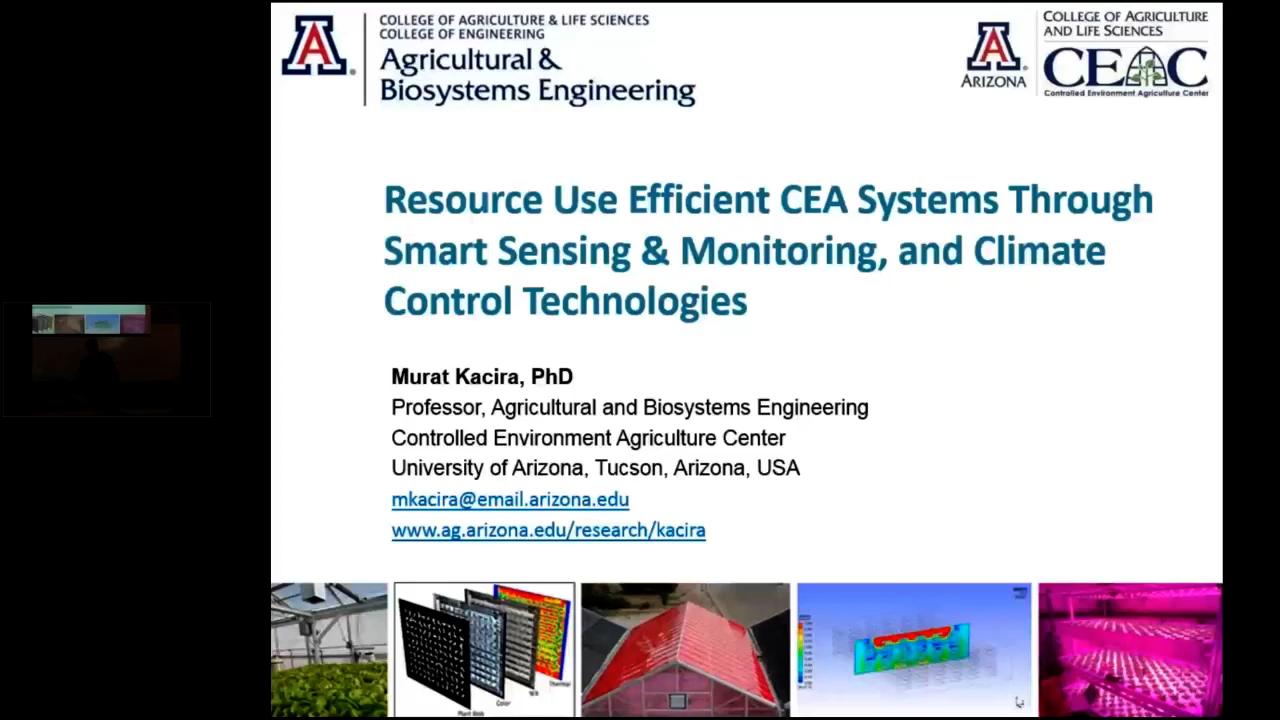 COLLEGE OF AGRICULTURE & LIFE SCIENCES
COLLEGE OF ENGINEERING
Agricultural &
Biosystems Engineering
COLLEGE OF AGRICULTURE
AND LIFE SCIENCES
ARIZONA
CEAC
Controlled Environment Agriculture Center
Resource Use Efficient CEA Systems Through
Smart Sensing & Monitoring, and Climate
Control Technologies
Murat Kacira, PhD
Professor, Agricultural and Biosystems Engineering
Controlled Environment Agriculture Center
University of Arizona, Tucson, Arizona, USA
mkacira@email.arizona.edu
www.ag.arizona.edu/research/kacira
Thermal
NIR
Color